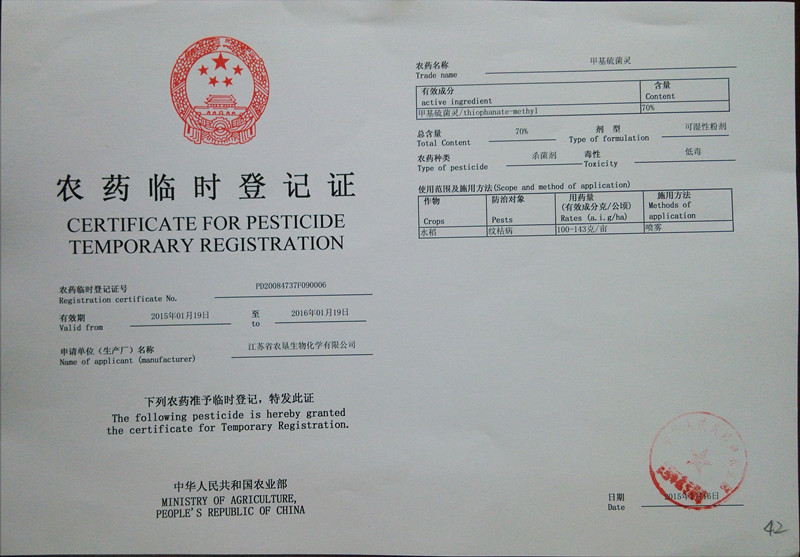 农药临时登记证
CERTIFICATE FOR PESTICIDE
TEMPORARY REGISTRATION
农药临时登记证号
PD20084737F090006
Registration certificate No.
有效期
2015年01月19日
至
2016年01月19日
Valid from
to
申请单位（生产厂）名称
江苏省农垦生物化学有限公司
Name of applicant (manufacturer)
下列农药准予临时登记，特发此证
The following pesticide is hereby granted
the certificate for Temporary Registration.
中华人民共和国农业部
MINISTRY OF AGRICULTURE,
PEOPLE'S REPUBLIC OF CHINA
农药名称
甲基硫菌灵
Trade name
有效成分
含量
active ingredient
Content
甲基硫菌灵/thiophanate-methyl
70%
总含量
70%
剂 型
可湿性粉剂
Total Content
Type of formulation
农药种类
杀菌剂
毒性
低毒
Type of pesticide
Toxicity
使用范围及施用方法(Scope and method of application)
作物
防治对象
用药量
施用方法
(有效成分克/公顷)
Methods of
Crops
Pests
Rates (a.i.g/ha)
application
水稻
纹枯病
100-143克/亩
喷雾
日期
Date
42